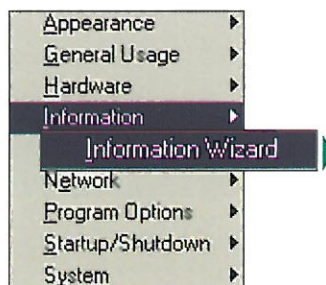 Appearance
General Usage
Hardware
Information
Information Wizard
Network
Program Options
Startup/Shutdown
System